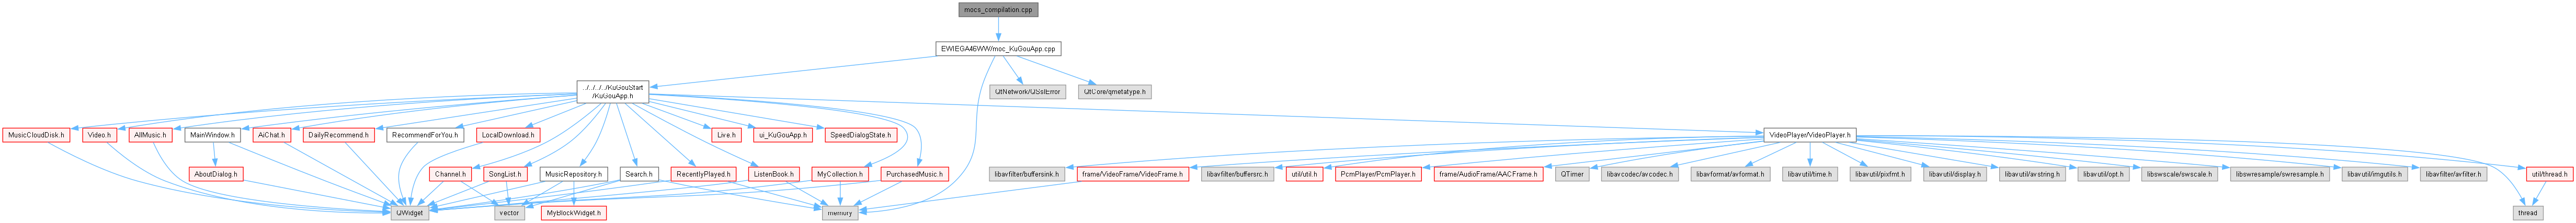 mocs_compilation.cpp
EWIEGA46WW/moc_KuGouApp.cpp
../../../../KuGouStart
/KuGouApp.h
QtNetwork/QSslError
QtCore/qmetatype.h
MusicCloudDisk.h
Video.h
AllMusic.h
MainWindow.h
AiChat.h
DailyRecommend.h
RecommendForYou.h
LocalDownload.h
Live.h
ui_KuGouApp.h
SpeedDialogState.h
VideoPlayer/VideoPlayer.h
AboutDialog.h
Channel.h
SongList.h
MusicRepository.h
Search.h
RecentlyPlayed.h
ListenBook.h
MyCollection.h
PurchasedMusic.h
libavfilter/buffersink.h
frame/VideoFrame/VideoFrame.h
libavfilter/buffersrc.h
util/util.h
PcmPlayer/PcmPlayer.h
frame/AudioFrame/AACFrame.h
QTimer
libavcodec/avcodec.h
libavformat/avformat.h
libavutil/time.h
libavutil/pixfmt.h
libavutil/display.h
libavutil/avstring.h
libavutil/opt.h
libswscale/swscale.h
libswresample/swresample.h
libavutil/imgutils.h
libavfilter/avfilter.h
util/thread.h
QWidget
vector
MyBlockWidget.h
memory
thread